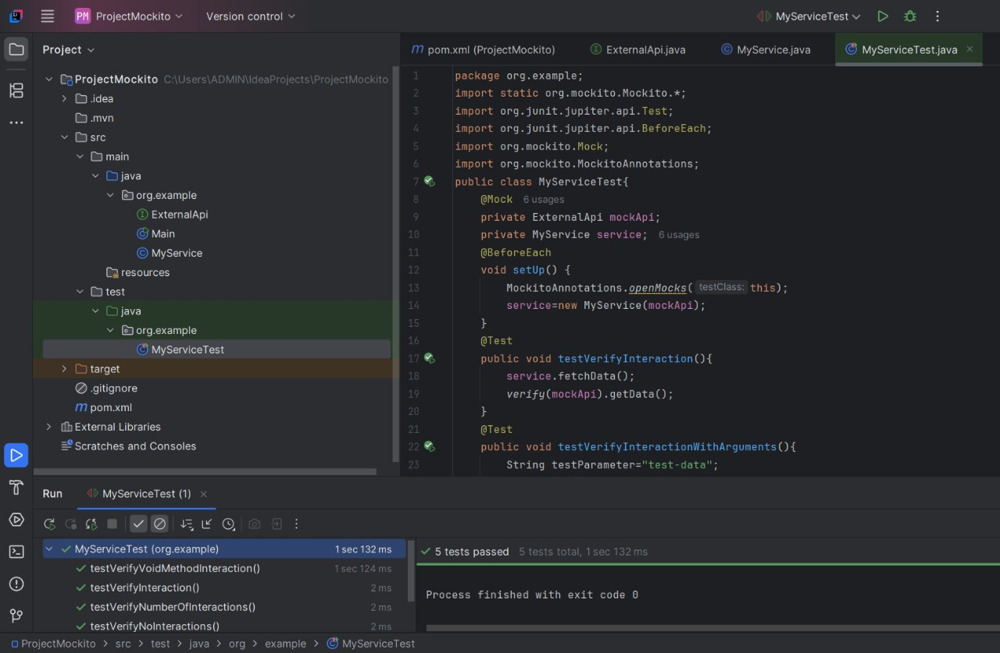 PM ProjectMockito Version control MyServiceTest
Project
ProjectMockito C:\Users\ADMIN\IdeaProjects\ProjectMockito
.idea
.mvn
src
main
java
org.example
ExternalApi
Main
MyService
resources
test
java
org.example
MyServiceTest
target
.gitignore
pom.xml
External Libraries
Scratches and Consoles
pom.xml (ProjectMockito) ExternalApi.java MyService.java MyServiceTest.java
1 package org.example;
2 import static org.mockito.Mockito.*;
3 import org.junit.jupiter.api.Test;
4 import org.junit.jupiter.api.BeforeEach;
5 import org.mockito.Mock;
6 import org.mockito.MockitoAnnotations;
7 public class MyServiceTest{
8 @Mock 6 usages
9 private ExternalApi mockApi;
10 private MyService service; 6 usages
11 @BeforeEach
12 void setUp() {
13 MockitoAnnotations.openMocks( testClass: this);
14 service=new MyService(mockApi);
15 }
16 @Test
17 public void testVerifyInteraction(){
18 service.fetchData();
19 verify(mockApi).getData();
20 }
21 @Test
22 public void testVerifyInteractionWithArguments(){
23 String testParameter="test-data";
Run MyServiceTest (1)
MyServiceTest (org.example) 1 sec 132 ms
testVerifyVoidMethodInteraction() 1 sec 124 ms
testVerifyInteraction() 2 ms
testVerifyNumberOfInteractions() 2 ms
testVerifyNoInteractions() 2 ms
5 tests passed 5 tests total, 1 sec 132 ms
Process finished with exit code 0
ProjectMockito > src > test > java > org > example > MyServiceTest